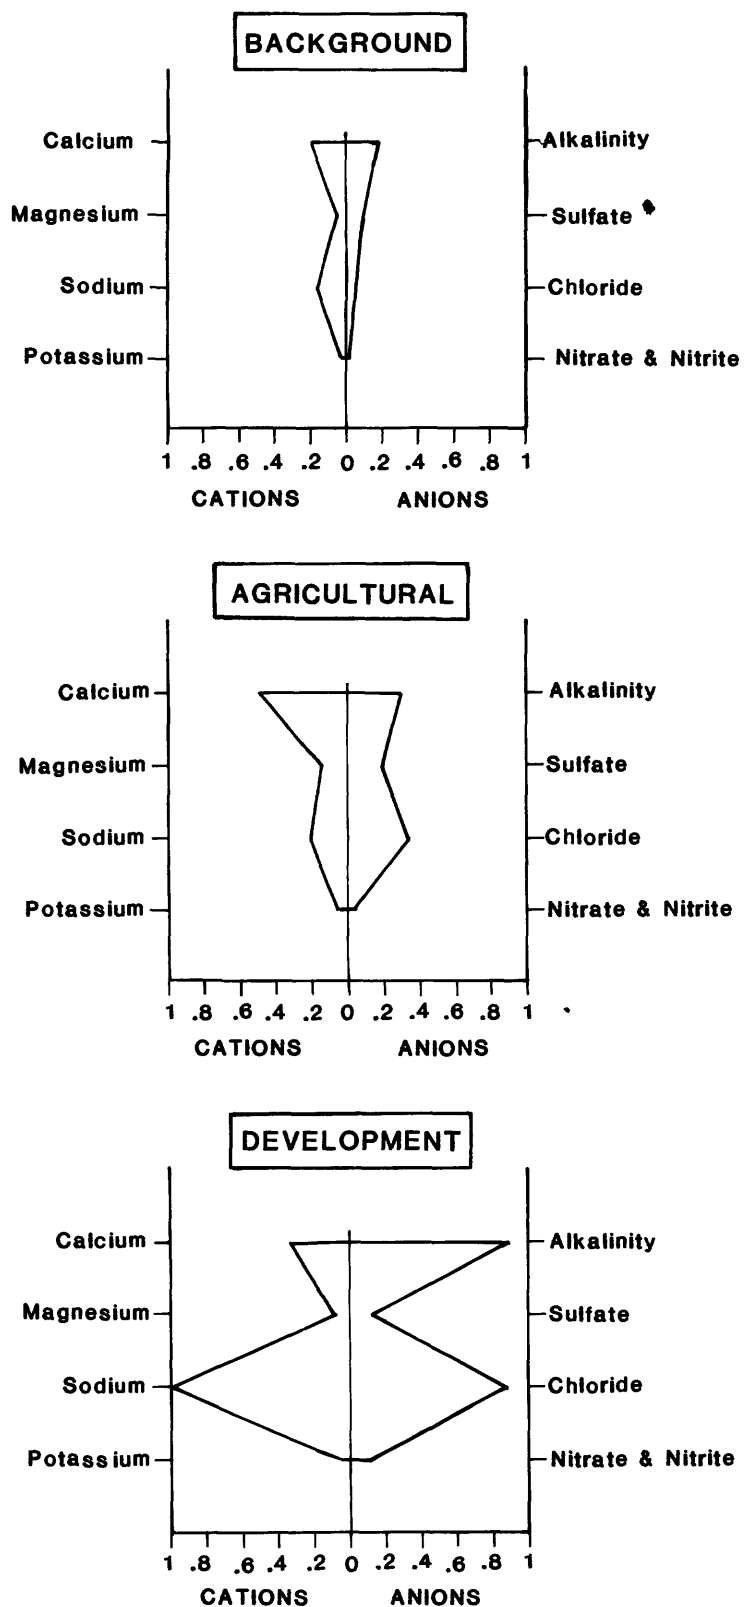 BACKGROUND
Calcium Alkalinity
Magnesium Sulfate
Sodium Chloride
Potassium Nitrate & Nitrite
1 .8 .6 .4 .2 0 .2 .4 .6 .8 1
CATIONS ANIONS
AGRICULTURAL
Calcium Alkalinity
Magnesium Sulfate
Sodium Chloride
Potassium Nitrate & Nitrite
1 .8 .6 .4 .2 0 .2 .4 .6 .8 1
CATIONS ANIONS
DEVELOPMENT
Calcium Alkalinity
Magnesium Sulfate
Sodium Chloride
Potassium Nitrate & Nitrite
1 .8 .6 .4 .2 0 .2 .4 .6 .8 1
CATIONS ANIONS